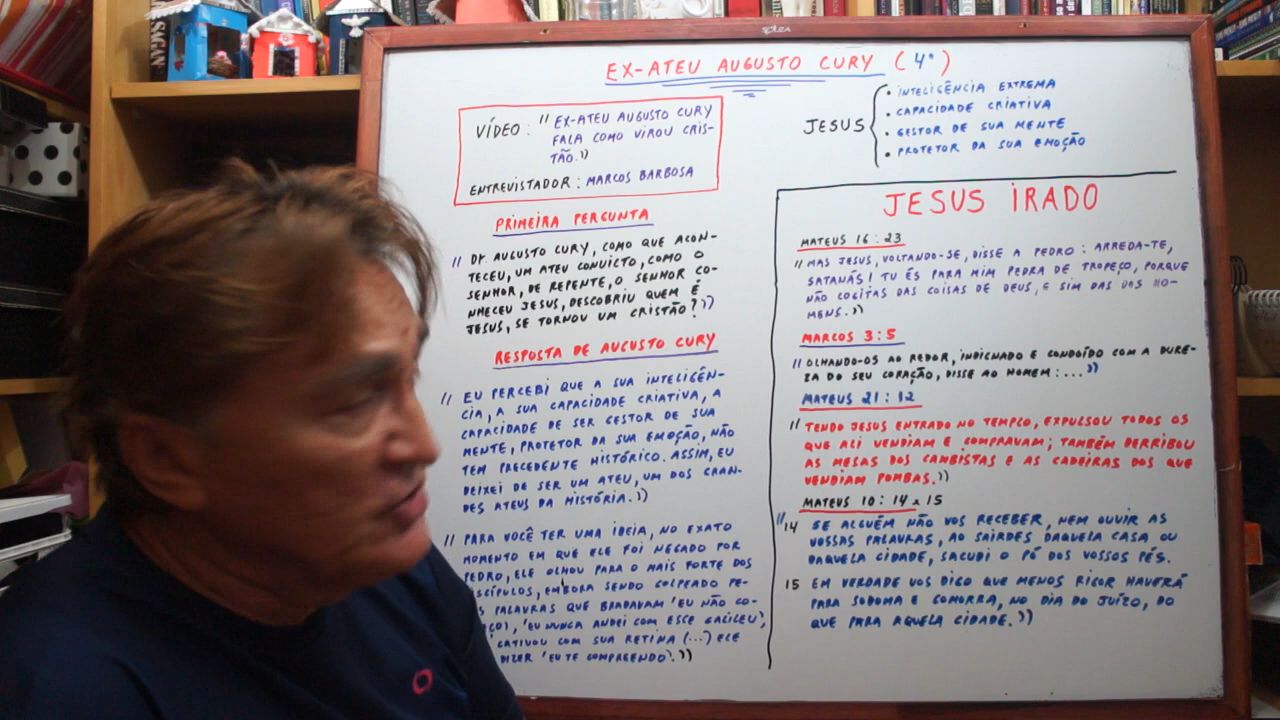 EX-ATEU AUGUSTO CURY (4ª)
VÍDEO: "EX-ATEU AUGUSTO CURY
FALA COMO VIROU CRIS-
TÃO."
ENTREVISTADOR: MARCOS BARBOSA
PRIMEIRA PERGUNTA
"DR. AUGUSTO CURY, COMO QUE ACON-
TECEU, UM ATEU CONVICTO, COMO O
SENHOR, DE REPENTE, O SENHOR CO-
NHECEU JESUS, DESCOBRIU QUEM É
JESUS, SE TORNOU UM CRISTÃO?"
RESPOSTA DE AUGUSTO CURY
"EU PERCEBI QUE A SUA INTELIGÊN-
CIA, A SUA CAPACIDADE CRIATIVA, A
CAPACIDADE DE SER GESTOR DE SUA
MENTE, PROTETOR DA SUA EMOÇÃO, NÃO
TEM PRECEDENTE HISTÓRICO. ASSIM, EU
DEIXEI DE SER UM ATEU, UM DOS GRAN-
DES ATEUS DA HISTÓRIA."
"PARA VOCÊ TER UMA IDEIA, NO EXATO
MOMENTO EM QUE ELE FOI NEGADO POR
PEDRO, ELE OLHOU PARA O MAIS FORTE DOS
SCÍPULOS, EMBORA SENDO GOLPEADO PE-
S PALAVRAS QUE BRADAVAM 'EU NÃO CO-
ÇO', 'EU NUNCA ANDEI COM ESSE GALILEU',
CATIVOU COM SUA RETINA (...) ELE
DIZER 'EU TE COMPREENDO'."
JESUS
• INTELIGÊNCIA EXTREMA
• CAPACIDADE CRIATIVA
• GESTOR DE SUA MENTE
• PROTETOR DA SUA EMOÇÃO
JESUS IRADO
MATEUS 16:23
"MAS JESUS, VOLTANDO-SE, DISSE A PEDRO: ARREDA-TE,
SATANÁS! TU ÉS PARA MIM PEDRA DE TROPEÇO, PORQUE
NÃO COGITAS DAS COISAS DE DEUS, E SIM DAS DOS HO-
MENS."
MARCOS 3:5
"OLHANDO-OS AO REDOR, INDIGNADO E CONDOÍDO COM A DURE-
ZA DO SEU CORAÇÃO, DISSE AO HOMEM:..."
MATEUS 21:12
"TENDO JESUS ENTRADO NO TEMPLO, EXPULSOU TODOS OS
QUE ALI VENDIAM E COMPRAVAM; TAMBÉM DERRIBOU
AS MESAS DOS CAMBISTAS E AS CADEIRAS DOS QUE
VENDIAM POMBAS."
MATEUS 10:14 a 15
"14 SE ALGUÉM NÃO VOS RECEBER, NEM OUVIR AS
VOSSAS PALAVRAS, AO SAIRDES DAQUELA CASA OU
DAQUELA CIDADE, SACUDI O PÓ DOS VOSSOS PÉS.
15 EM VERDADE VOS DIGO QUE MENOS RIGOR HAVERÁ
PARA SODOMA E GOMORRA, NO DIA DO JUÍZO, DO
QUE PARA AQUELA CIDADE."
SAGAN